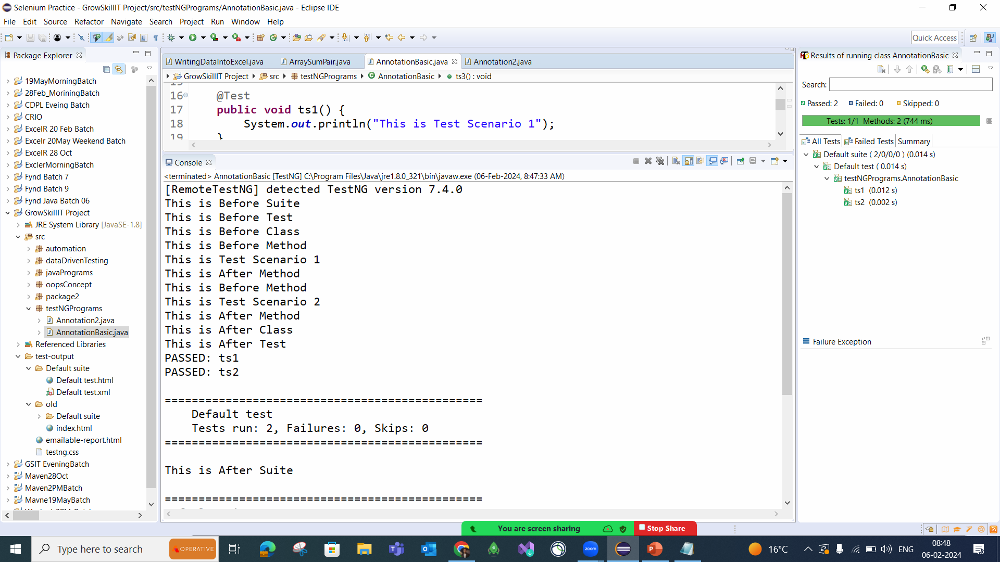 Selenium Practice - GrowSkillIT Project/src/testNGPrograms/AnnotationBasic.java - Eclipse IDE
File Edit Source Refactor Navigate Search Project Run Window Help
Quick Access
Package Explorer
19MayMorningBatch
28Feb_MoriningBatch
CDPL Eveing Batch
CRIO
ExcelR 20 Feb Batch
Excelr 20May Weekend Batch
ExcelR 28 Oct
ExclerMorningBatch
Fynd Batch 7
Fynd Batch 9
Fynd Java Batch 06
GrowSkillIT Project
JRE System Library [JavaSE-1.8]
src
automation
dataDrivenTesting
javaPrograms
oopsConcept
package2
testNGPrograms
Annotation2.java
AnnotationBasic.java
Referenced Libraries
test-output
Default suite
Default test.html
Default test.xml
old
Default suite
index.html
emailable-report.html
testng.css
GSIT EveningBatch
Maven28Oct
Maven2PMBatch
Mavne19MayBatch
WritingDataIntoExcel.java ArraySumPair.java AnnotationBasic.java Annotation2.java
GrowSkillIT Project src testNGPrograms AnnotationBasic ts3() : void
16 @Test
17 public void ts1() {
18 System.out.println("This is Test Scenario 1");
19 }
Console
<terminated> AnnotationBasic [TestNG] C:\Program Files\Java\jre1.8.0_321\bin\javaw.exe (06-Feb-2024, 8:47:33 AM)
[RemoteTestNG] detected TestNG version 7.4.0
This is Before Suite
This is Before Test
This is Before Class
This is Before Method
This is Test Scenario 1
This is After Method
This is Before Method
This is Test Scenario 2
This is After Method
This is After Class
This is After Test
PASSED: ts1
PASSED: ts2
===============================================
Default test
Tests run: 2, Failures: 0, Skips: 0
===============================================
This is After Suite
===============================================
Results of running class AnnotationBasic
Search:
Passed: 2 Failed: 0 Skipped: 0
Tests: 1/1 Methods: 2 (744 ms)
All Tests Failed Tests Summary
Default suite ( 2/0/0/0 ) (0.014 s)
Default test ( 0.014 s)
testNGPrograms.AnnotationBasic
ts1 (0.012 s)
ts2 (0.002 s)
Failure Exception
You are screen sharing Stop Share
Type here to search
OPERATIVE
zoom
16°C
ENG
08:48
06-02-2024